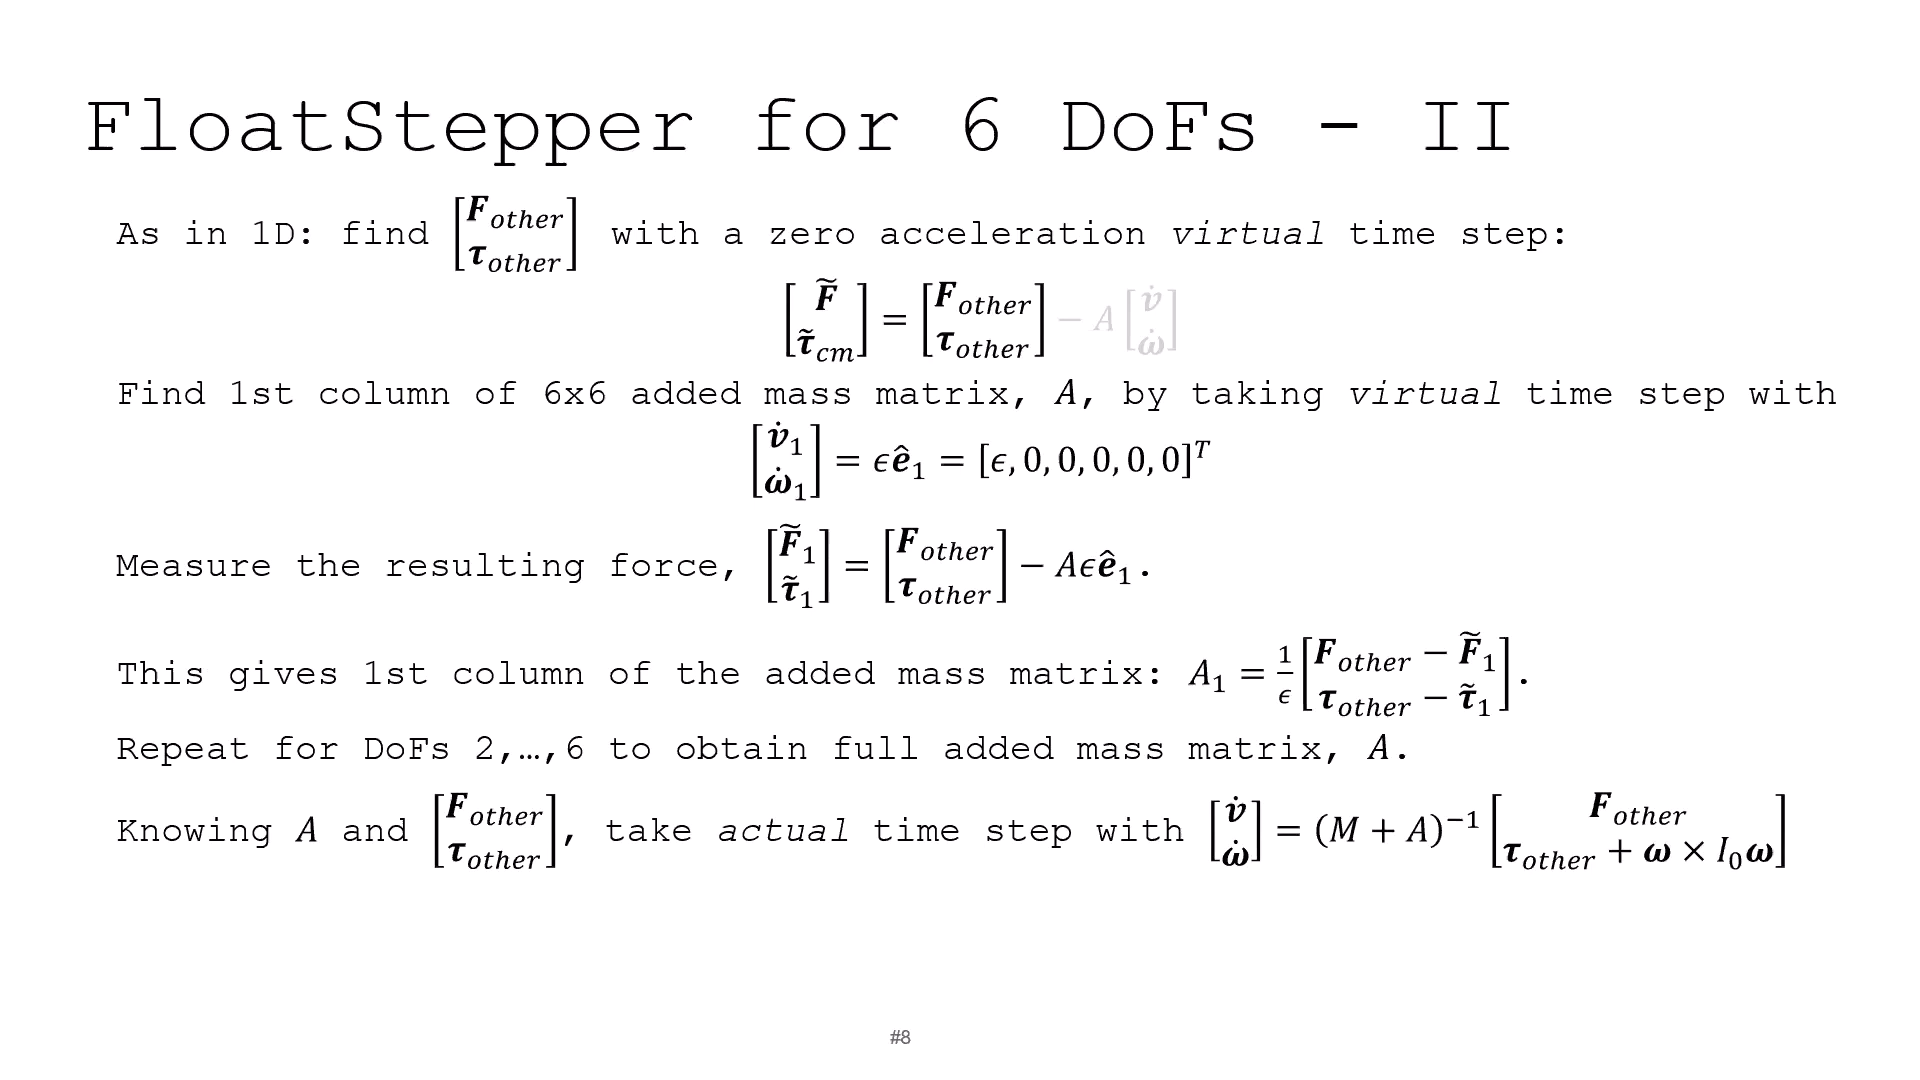 FloatStepper for 6 DoFs – II
As in 1D: find [𝑭_other; 𝝉_other] with a zero acceleration virtual time step:
[𝑭̃; 𝝉̃_cm] = [𝑭_other; 𝝉_other] − A [𝒗̇; 𝝎̇]
Find 1st column of 6x6 added mass matrix, A, by taking virtual time step with
[𝒗̇_1; 𝝎̇_1] = ϵ𝒆̂_1 = [ϵ, 0, 0, 0, 0, 0]^T
Measure the resulting force, [𝑭̃_1; 𝝉̃_1] = [𝑭_other; 𝝉_other] − Aϵ𝒆̂_1.
This gives 1st column of the added mass matrix: A_1 = 1/ϵ [𝑭_other − 𝑭̃_1; 𝝉_other − 𝝉̃_1].
Repeat for DoFs 2,…,6 to obtain full added mass matrix, A.
Knowing A and [𝑭_other; 𝝉_other], take actual time step with [𝒗̇; 𝝎̇] = (M + A)^−1 [𝑭_other; 𝝉_other + 𝝎 × I_0𝝎]
#8